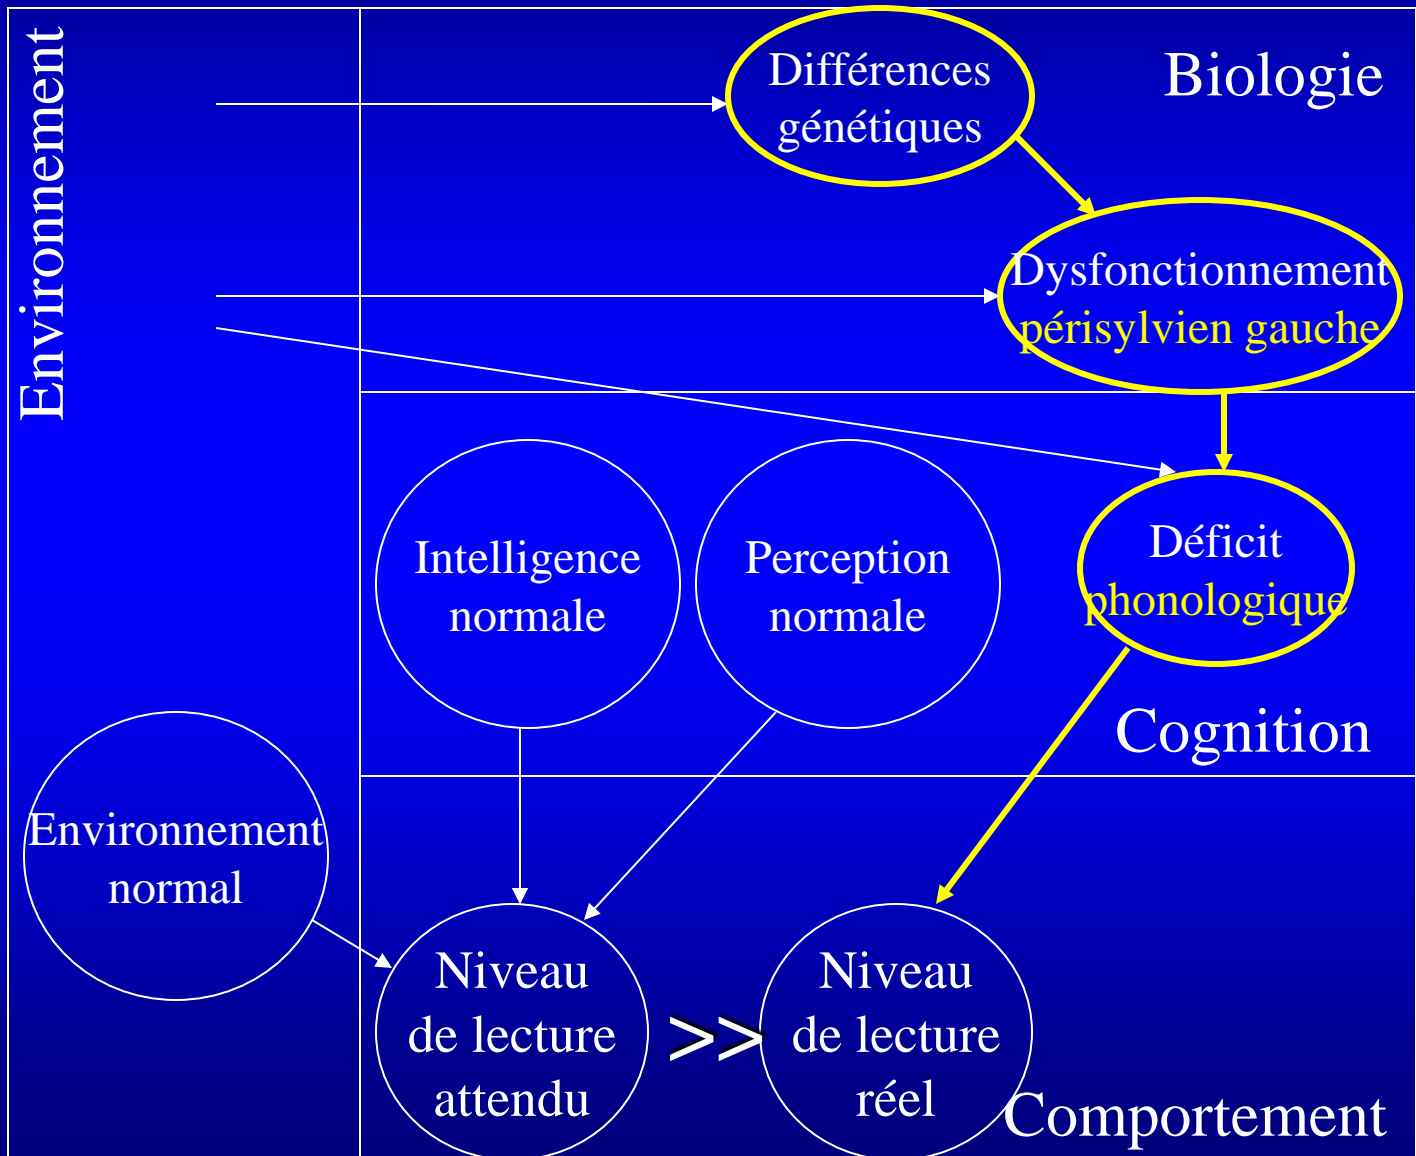 Environnement
Différences
génétiques
Biologie
Dysfonctionnement
périsylvien gauche
Intelligence
normale
Perception
normale
Déficit
phonologique
Cognition
Environnement
normal
Niveau
de lecture
attendu
>>
Niveau
de lecture
réel
Comportement